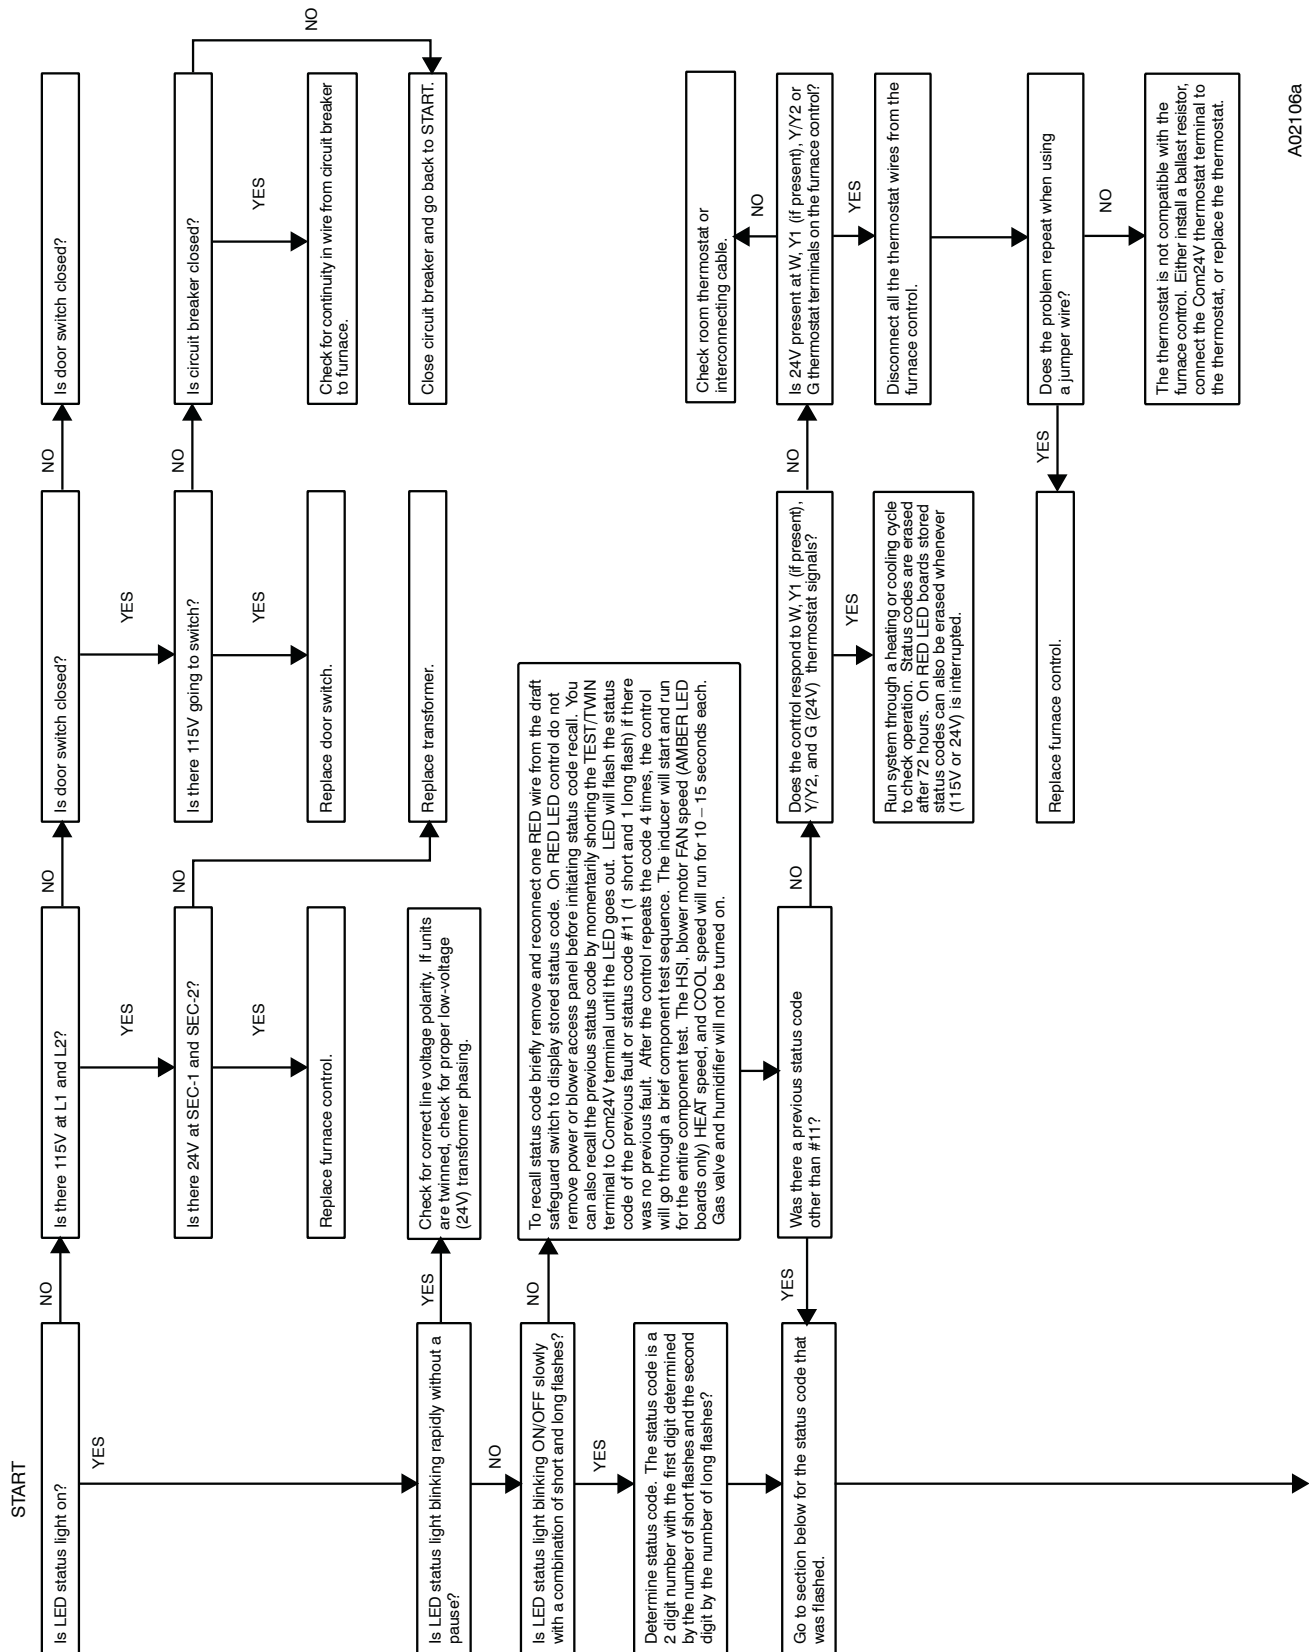 START
Is LED status light on?
NO
YES
Is there 115V at L1 and L2?
NO
YES
Is door switch closed?
NO
YES
Is door switch closed?
Is there 24V at SEC-1 and SEC-2?
NO
YES
Is there 115V going to switch?
NO
YES
Is circuit breaker closed?
NO
YES
Replace furnace control.
Replace door switch.
Check for continuity in wire from circuit breaker
to furnace.
Replace transformer.
Close circuit breaker and go back to START.
Is LED status light blinking rapidly without a
pause?
YES
NO
Check for correct line voltage polarity. If units
are twinned, check for proper low-voltage
(24V) transformer phasing.
Is LED status light blinking ON/OFF slowly
with a combination of short and long flashes?
NO
YES
To recall status code briefly remove and reconnect one RED wire from the draft
safeguard switch to display stored status code. On RED LED control do not
remove power or blower access panel before initiating status code recall. You
can also recall the previous status code by momentarily shorting the TEST/TWIN
terminal to Com24V terminal until the LED goes out. LED will flash the status
code of the previous fault or status code #11 (1 short and 1 long flash) if there
was no previous fault. After the control repeats the code 4 times, the control
will go through a brief component test sequence. The inducer will start and run
for the entire component test. The HSI, blower motor FAN speed (AMBER LED
boards only) HEAT speed, and COOL speed will run for 10 – 15 seconds each.
Gas valve and humidifier will not be turned on.
Determine status code. The status code is a
2 digit number with the first digit determined
by the number of short flashes and the second
digit by the number of long flashes?
Go to section below for the status code that
was flashed.
YES
Was there a previous status code
other than #11?
NO
Does the control respond to W, Y1 (if present),
Y/Y2, and G (24V) thermostat signals?
NO
YES
Run system through a heating or cooling cycle
to check operation. Status codes are erased
after 72 hours. On RED LED boards stored
status codes can also be erased whenever
(115V or 24V) is interrupted.
Check room thermostat or
interconnecting cable.
NO
Is 24V present at W, Y1 (if present), Y/Y2 or
G thermostat terminals on the furnace control?
YES
Disconnect all the thermostat wires from the
furnace control.
Does the problem repeat when using
a jumper wire?
YES
NO
Replace furnace control.
The thermostat is not compatible with the
furnace control. Either install a ballast resistor,
connect the Com24V thermostat terminal to
the thermostat, or replace the thermostat.
A02106a